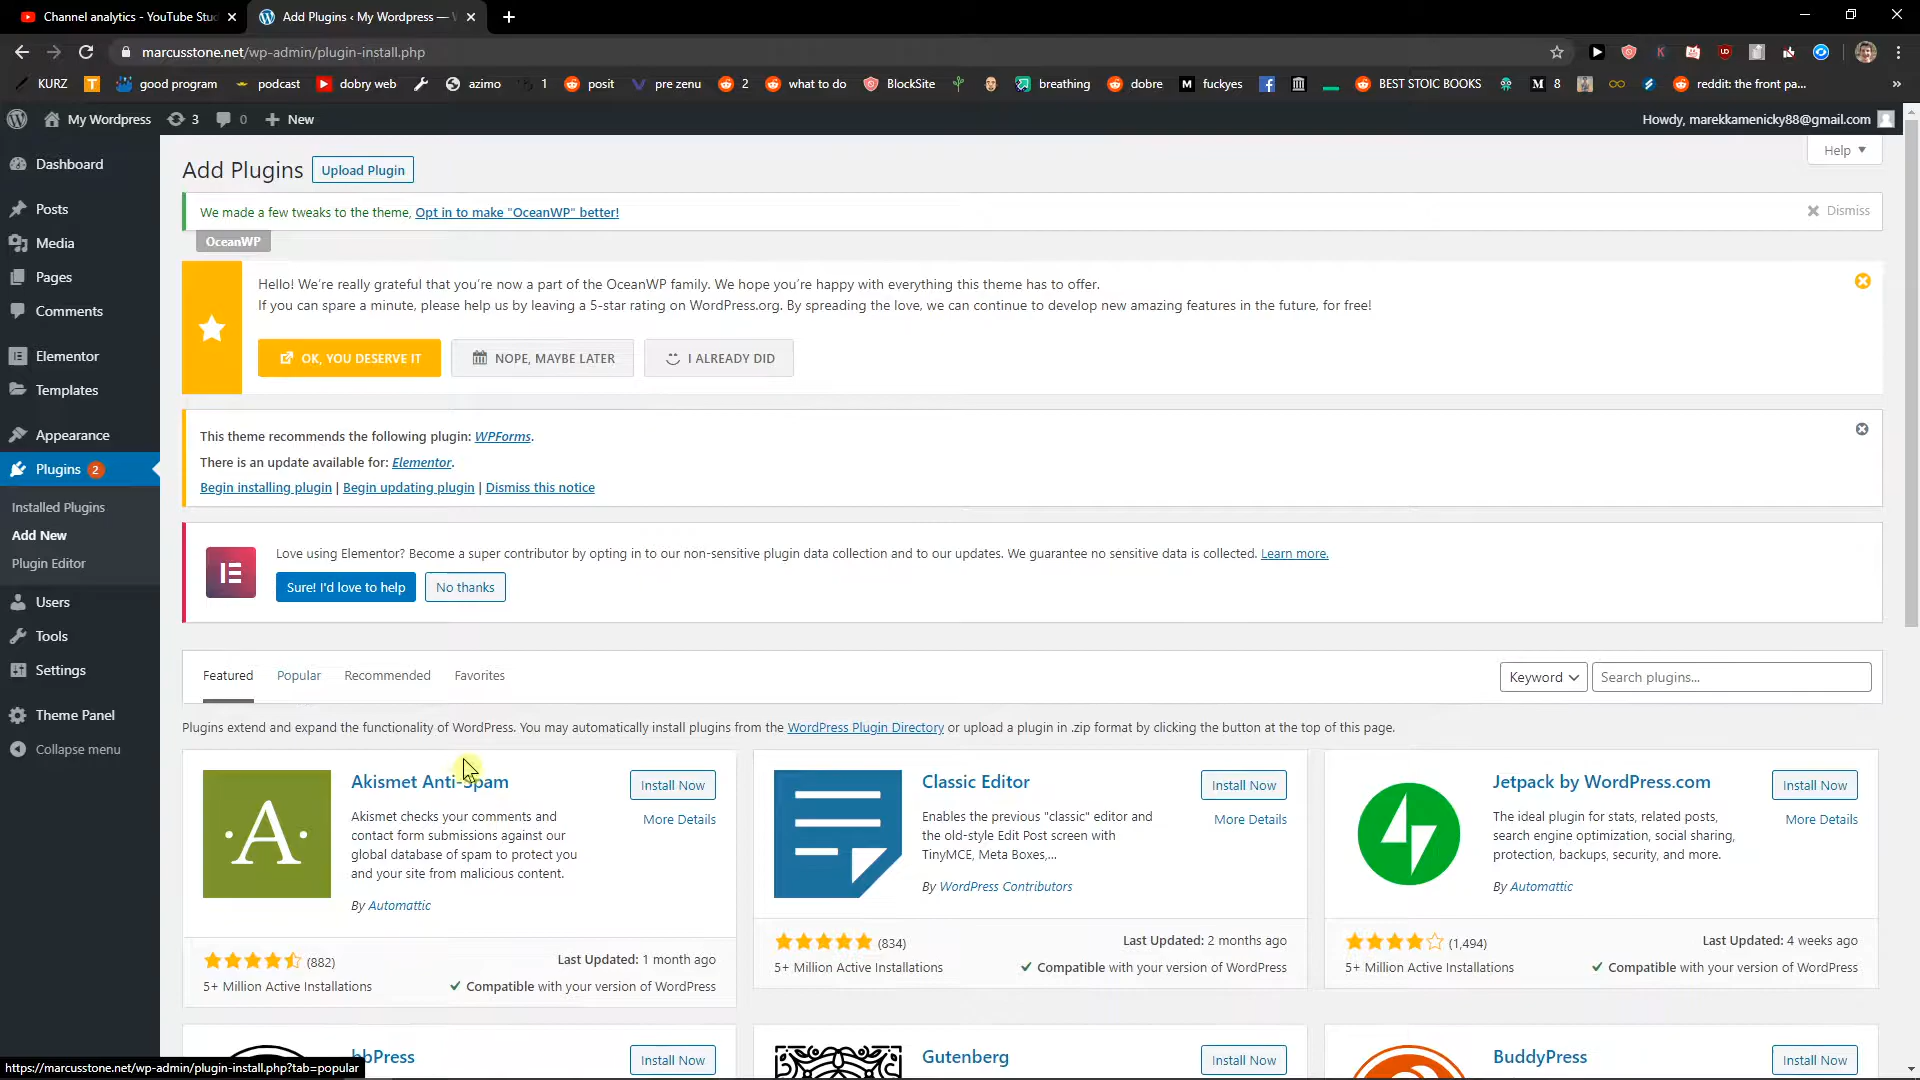 Channel analytics - YouTube Stu
Add Plugins ‹ My Wordpress —
marcusstone.net/wp-admin/plugin-install.php
KURZ
good program
podcast
dobry web
azimo
1
posit
pre zenu
2
what to do
BlockSite
breathing
dobre
fuckyes
BEST STOIC BOOKS
8
reddit: the front pa...
My Wordpress
3
0
New
Howdy, marekkamenicky88@gmail.com
Dashboard
Posts
Media
Pages
Comments
Elementor
Templates
Appearance
Plugins 2
Installed Plugins
Add New
Plugin Editor
Users
Tools
Settings
Theme Panel
Collapse menu
Help
Add Plugins
Upload Plugin
We made a few tweaks to the theme, Opt in to make "OceanWP" better!
Dismiss
OceanWP
Hello! We're really grateful that you're now a part of the OceanWP family. We hope you're happy with everything this theme has to offer.
If you can spare a minute, please help us by leaving a 5-star rating on WordPress.org. By spreading the love, we can continue to develop new amazing features in the future, for free!
OK, YOU DESERVE IT
NOPE, MAYBE LATER
I ALREADY DID
This theme recommends the following plugin: WPForms.
There is an update available for: Elementor.
Begin installing plugin | Begin updating plugin | Dismiss this notice
Love using Elementor? Become a super contributor by opting in to our non-sensitive plugin data collection and to our updates. We guarantee no sensitive data is collected. Learn more.
Sure! I'd love to help
No thanks
Featured
Popular
Recommended
Favorites
Keyword
Search plugins...
Plugins extend and expand the functionality of WordPress. You may automatically install plugins from the WordPress Plugin Directory or upload a plugin in .zip format by clicking the button at the top of this page.
A
Akismet Anti-Spam
Install Now
More Details
Akismet checks your comments and
contact form submissions against our
global database of spam to protect you
and your site from malicious content.
By Automattic
(882)
Last Updated: 1 month ago
5+ Million Active Installations
Compatible with your version of WordPress
Classic Editor
Install Now
More Details
Enables the previous "classic" editor and
the old-style Edit Post screen with
TinyMCE, Meta Boxes,...
By WordPress Contributors
(834)
Last Updated: 2 months ago
5+ Million Active Installations
Compatible with your version of WordPress
Jetpack by WordPress.com
Install Now
More Details
The ideal plugin for stats, related posts,
search engine optimization, social sharing,
protection, backups, security, and more.
By Automattic
(1,494)
Last Updated: 4 weeks ago
5+ Million Active Installations
Compatible with your version of WordPress
bbPress
Install Now
Gutenberg
Install Now
BuddyPress
Install Now
https://marcusstone.net/wp-admin/plugin-install.php?tab=popular